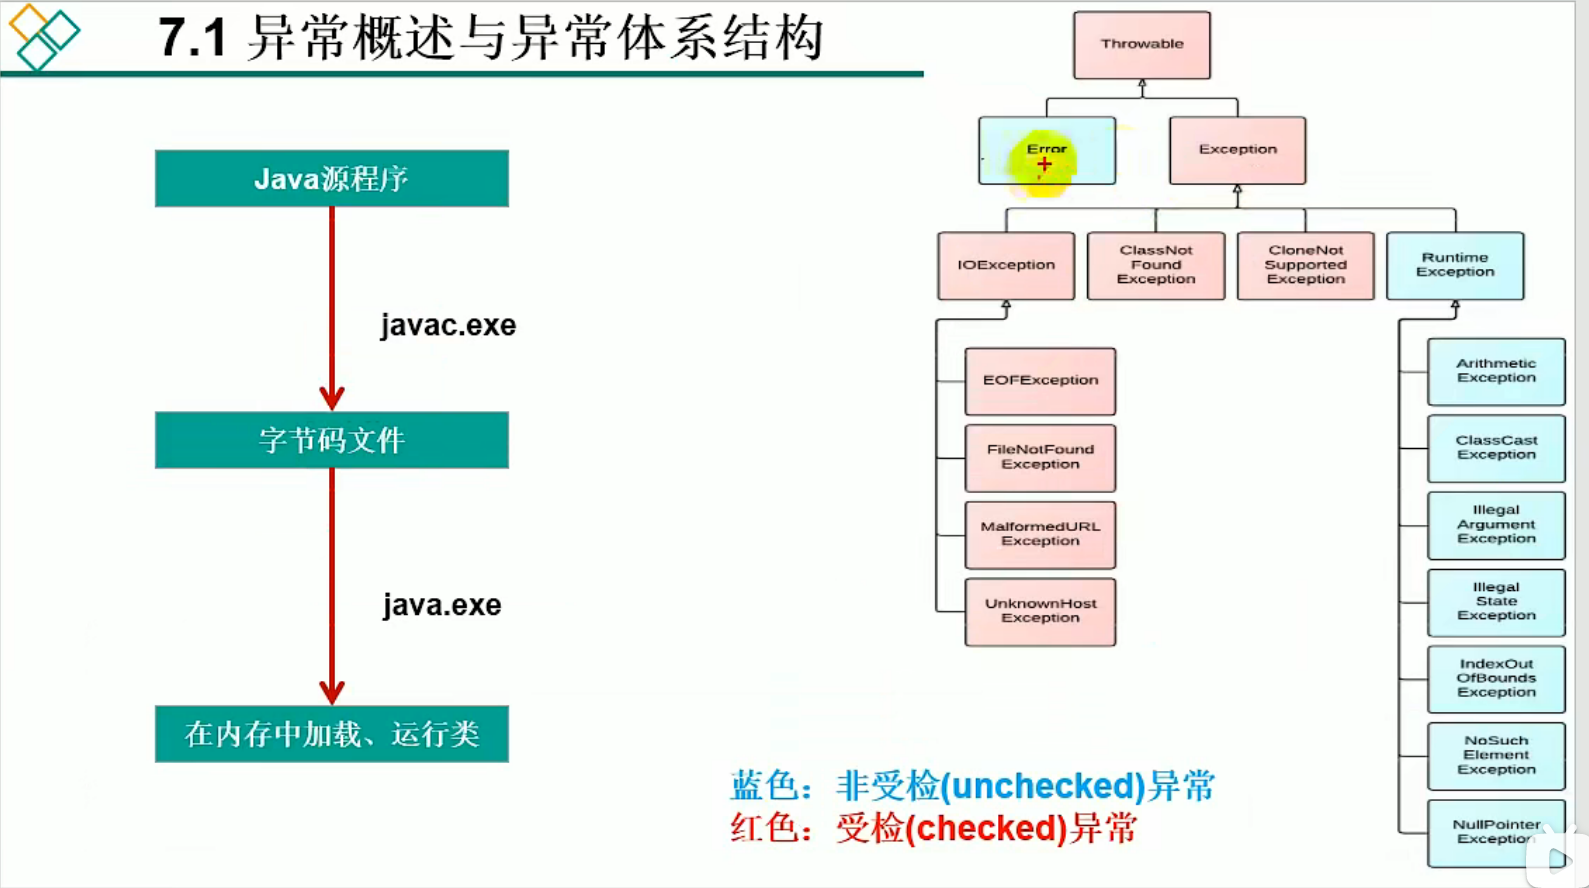 7.1 异常概述与异常体系结构
Java源程序
javac.exe
字节码文件
java.exe
在内存中加载、运行类
Throwable
Error
Exception
IOException
ClassNot
Found
Exception
CloneNot
Supported
Exception
Runtime
Exception
EOFException
FileNotFound
Exception
MalformedURL
Exception
UnknownHost
Exception
Arithmetic
Exception
ClassCast
Exception
Illegal
Argument
Exception
Illegal
State
Exception
IndexOut
OfBounds
Exception
NoSuch
Element
Exception
NullPointer
Exception
蓝色：非受检(unchecked)异常
红色：受检(checked)异常